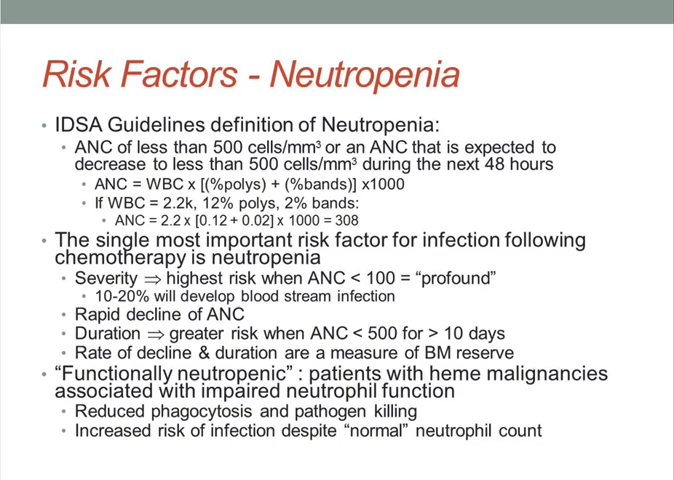 Risk Factors - Neutropenia
• IDSA Guidelines definition of Neutropenia:
• ANC of less than 500 cells/mm³ or an ANC that is expected to
decrease to less than 500 cells/mm³ during the next 48 hours
• ANC = WBC x [(%polys) + (%bands)] x1000
• If WBC = 2.2k, 12% polys, 2% bands:
• ANC = 2.2 x [0.12 + 0.02] x 1000 = 308
• The single most important risk factor for infection following
chemotherapy is neutropenia
• Severity ⇒ highest risk when ANC < 100 = “profound”
• 10-20% will develop blood stream infection
• Rapid decline of ANC
• Duration ⇒ greater risk when ANC < 500 for > 10 days
• Rate of decline & duration are a measure of BM reserve
• “Functionally neutropenic” : patients with heme malignancies
associated with impaired neutrophil function
• Reduced phagocytosis and pathogen killing
• Increased risk of infection despite “normal” neutrophil count